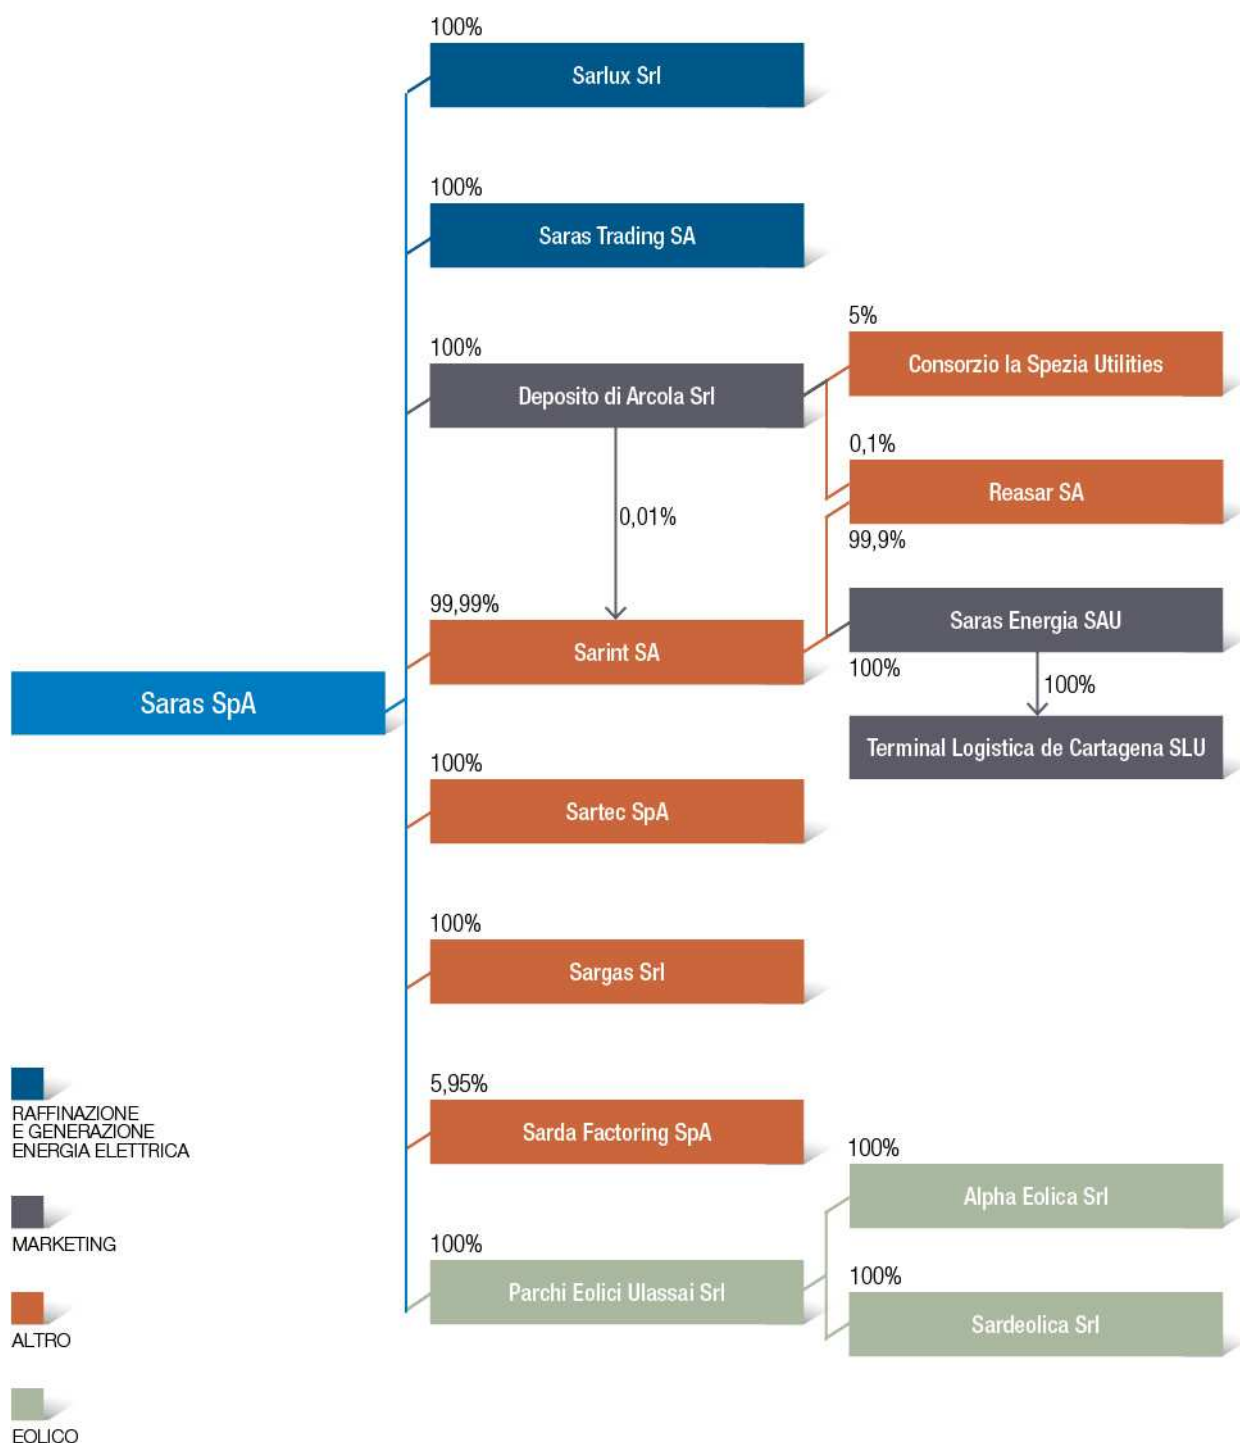 100%
Sarlux Srl
100%
Saras Trading SA
100%
Deposito di Arcola Srl
5%
Consorzio la Spezia Utilities
0,1%
Reasar SA
99,9%
0,01%
99,99%
Sarint SA
Saras Energia SAU
100%
100%
Terminal Logistica de Cartagena SLU
Saras SpA
100%
Sartec SpA
100%
Sargas Srl
5,95%
Sarda Factoring SpA
100%
Parchi Eolici Ulassai Srl
100%
Alpha Eolica Srl
100%
Sardeolica Srl
RAFFINAZIONE
E GENERAZIONE
ENERGIA ELETTRICA
MARKETING
ALTRO
EOLICO